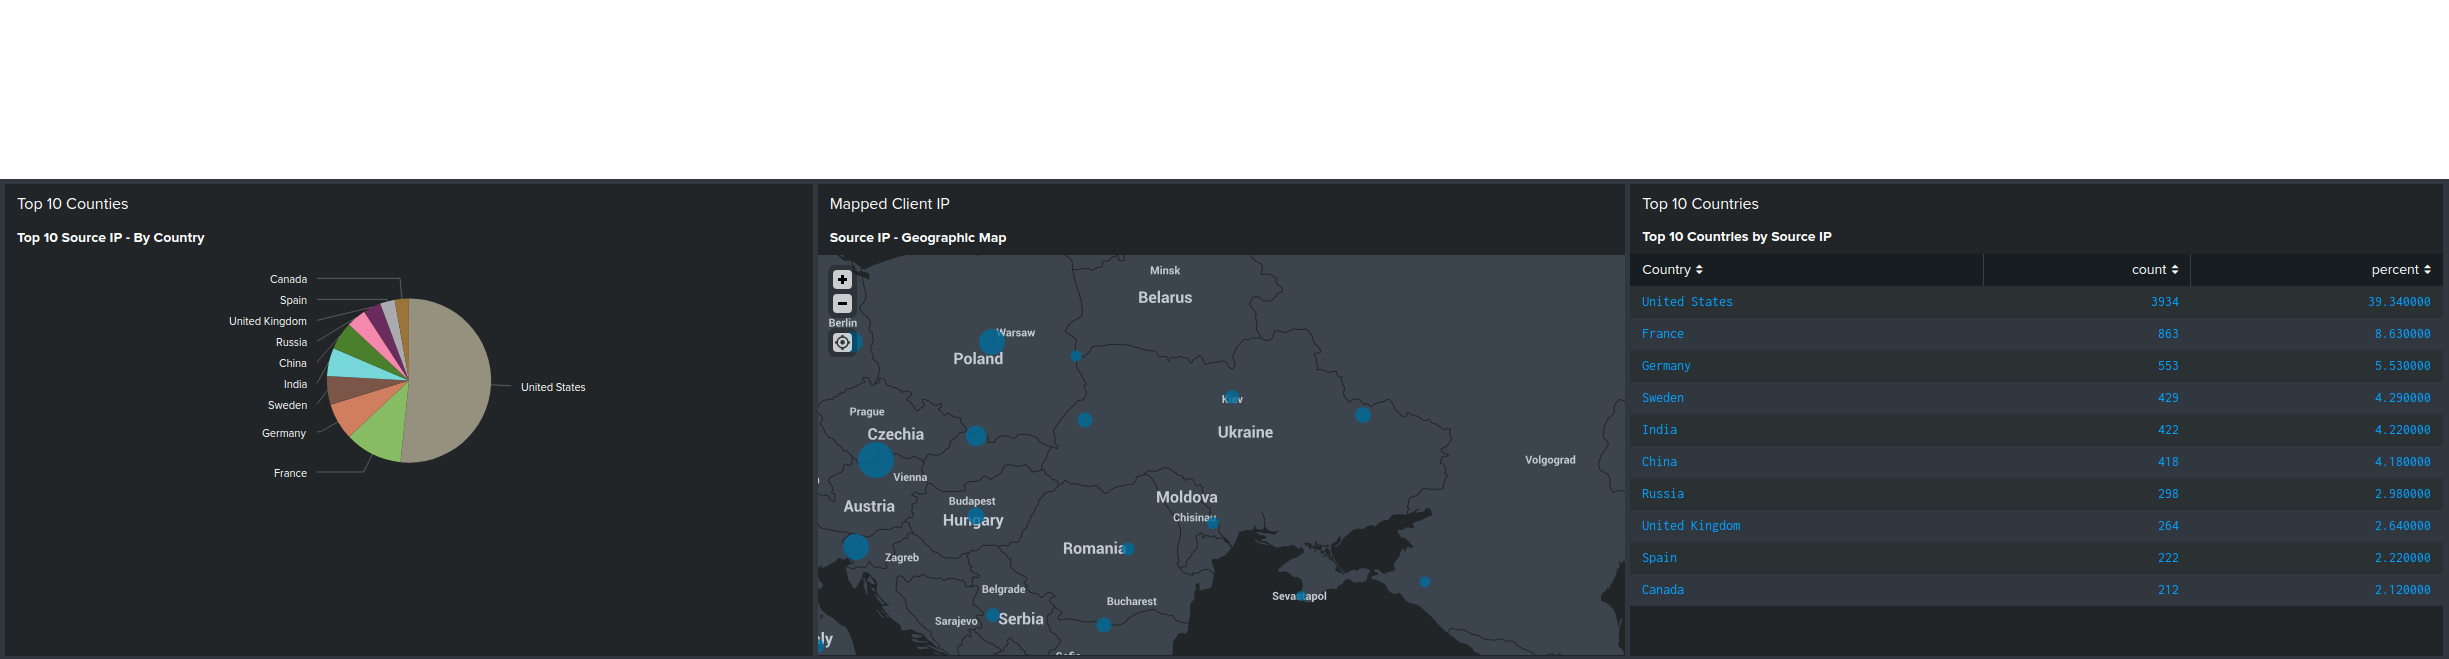 Top 10 Counties
Top 10 Source IP - By Country
Canada
Spain
United Kingdom
Russia
China
India
Sweden
Germany
France
United States
Mapped Client IP
Source IP - Geographic Map
Minsk
Belarus
Berlin
Warsaw
Poland
Prague
Czechia
Kiev
Ukraine
Volgograd
Vienna
Austria
Budapest
Hungary
Moldova
Chisinau
Romania
Zagreb
Belgrade
Sevastapol
Bucharest
Sarajevo
Serbia
ly
Sofia
Top 10 Countries
Top 10 Countries by Source IP
Country count percent
United States 3934 39.340000
France 863 8.630000
Germany 553 5.530000
Sweden 429 4.290000
India 422 4.220000
China 418 4.180000
Russia 298 2.980000
United Kingdom 264 2.640000
Spain 222 2.220000
Canada 212 2.120000